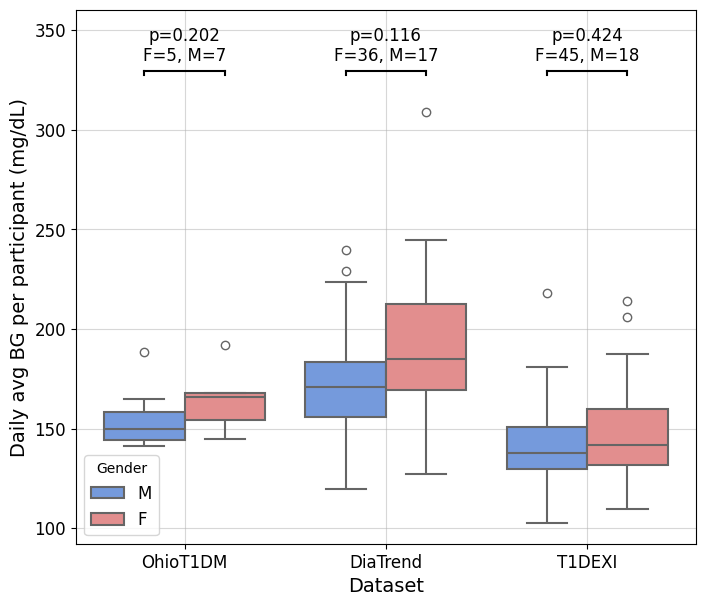 Daily avg BG per participant (mg/dL)
350
300
250
200
150
100
p=0.202
F=5, M=7
p=0.116
F=36, M=17
p=0.424
F=45, M=18
Gender
M
F
OhioT1DM
DiaTrend
T1DEXI
Dataset